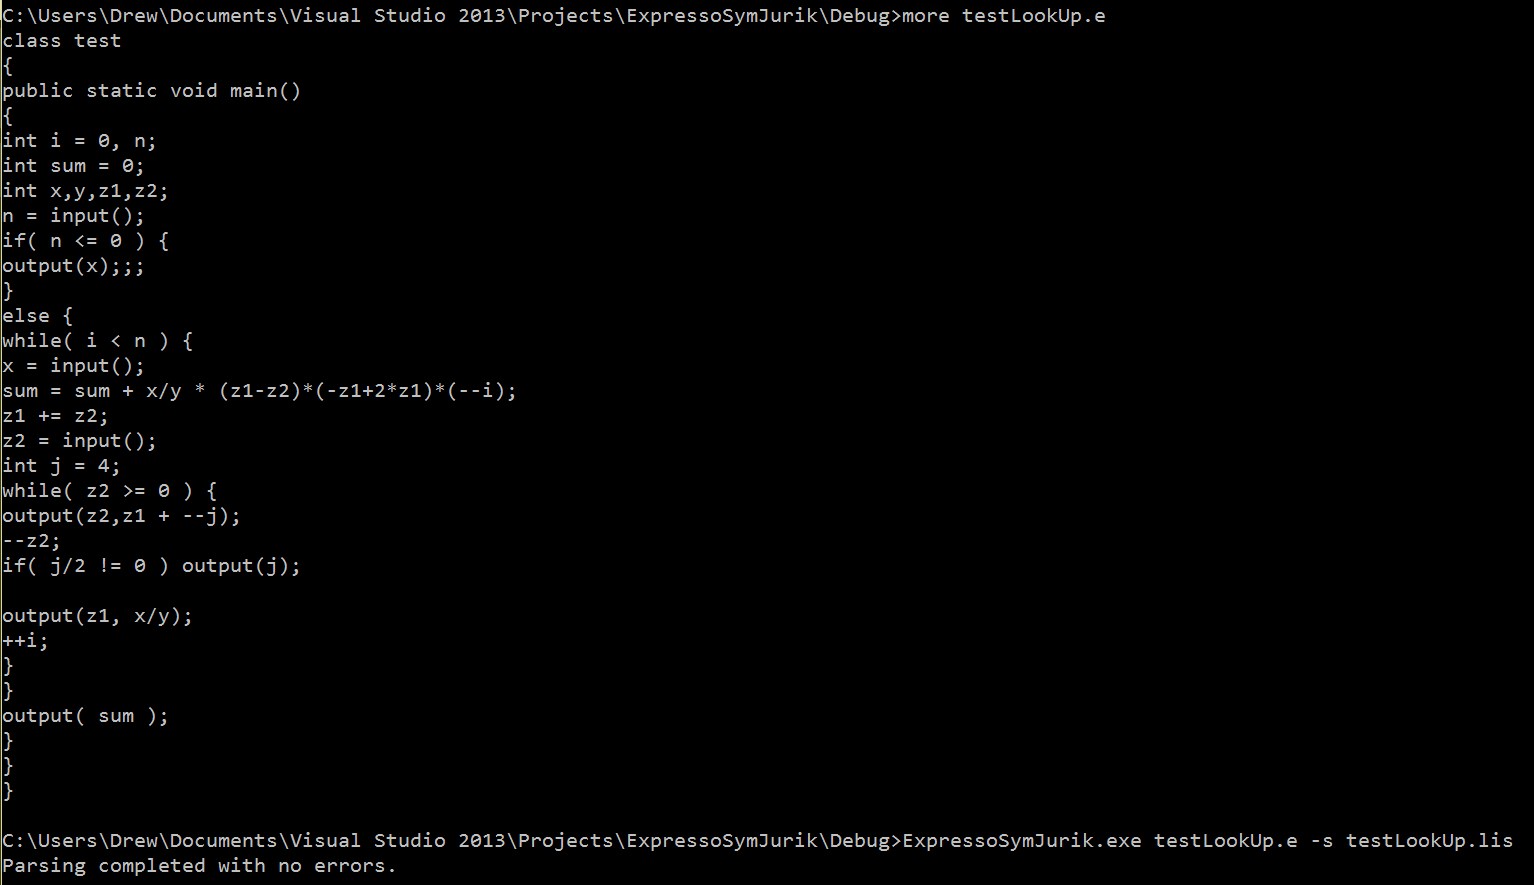 C:\Users\Drew\Documents\Visual Studio 2013\Projects\ExpressoSymJurik\Debug>more testLookUp.e
class test
{
public static void main()
{
int i = 0, n;
int sum = 0;
int x,y,z1,z2;
n = input();
if( n <= 0 ) {
output(x);;;
}
else {
while( i < n ) {
x = input();
sum = sum + x/y * (z1-z2)*(-z1+2*z1)*(--i);
z1 += z2;
z2 = input();
int j = 4;
while( z2 >= 0 ) {
output(z2,z1 + --j);
--z2;
if( j/2 != 0 ) output(j);

output(z1, x/y);
++i;
}
}
output( sum );
}
}
}

C:\Users\Drew\Documents\Visual Studio 2013\Projects\ExpressoSymJurik\Debug>ExpressoSymJurik.exe testLookUp.e -s testLookUp.lis
Parsing completed with no errors.